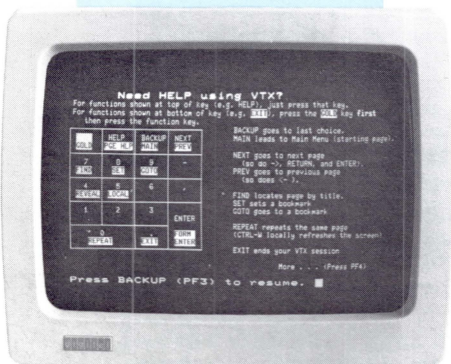 Need HELP using VTX?
For functions shown at top of key (e.g. HELP), just press that key.
For functions shown at bottom of key (e.g. EXIT), press the GOLD key first
then press the function key.
HELP BACKUP NEXT
GOLD PGE HLP MAIN PREV
7 8 9 -
FIND SET GOTO
4 5 6 ,
REVEAL LOCAL
1 2 3
ENTER
0 . FORM
REPEAT EXIT ENTER
BACKUP goes to last choice.
MAIN leads to Main Menu (starting page).
NEXT goes to next page
(so do ->, RETURN, and ENTER).
PREV goes to previous page
(so does <- ).
FIND locates page by title.
SET sets a bookmark
GOTO goes to a bookmark
REPEAT repeats the same page
(CTRL-W locally refreshes the screen)
EXIT ends your VTX session
More . . . (Press PF4)
Press BACKUP (PF3) to resume.